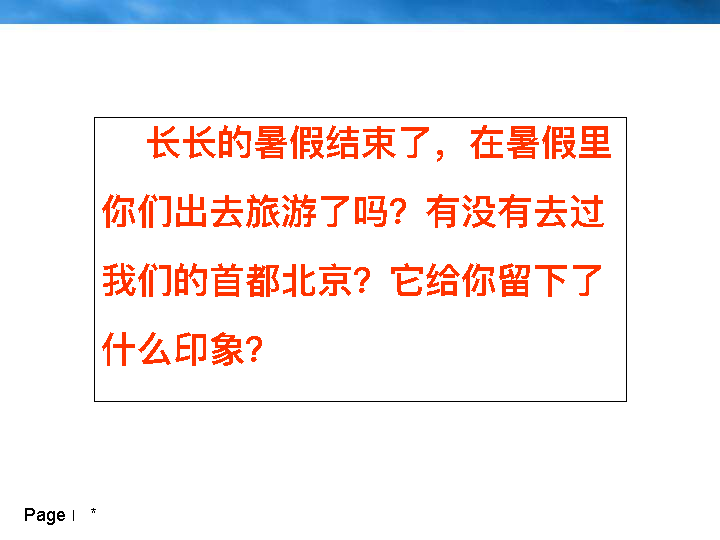 长长的暑假结束了，在暑假里
你们出去旅游了吗？有没有去过
我们的首都北京？它给你留下了
什么印象？
Page | *